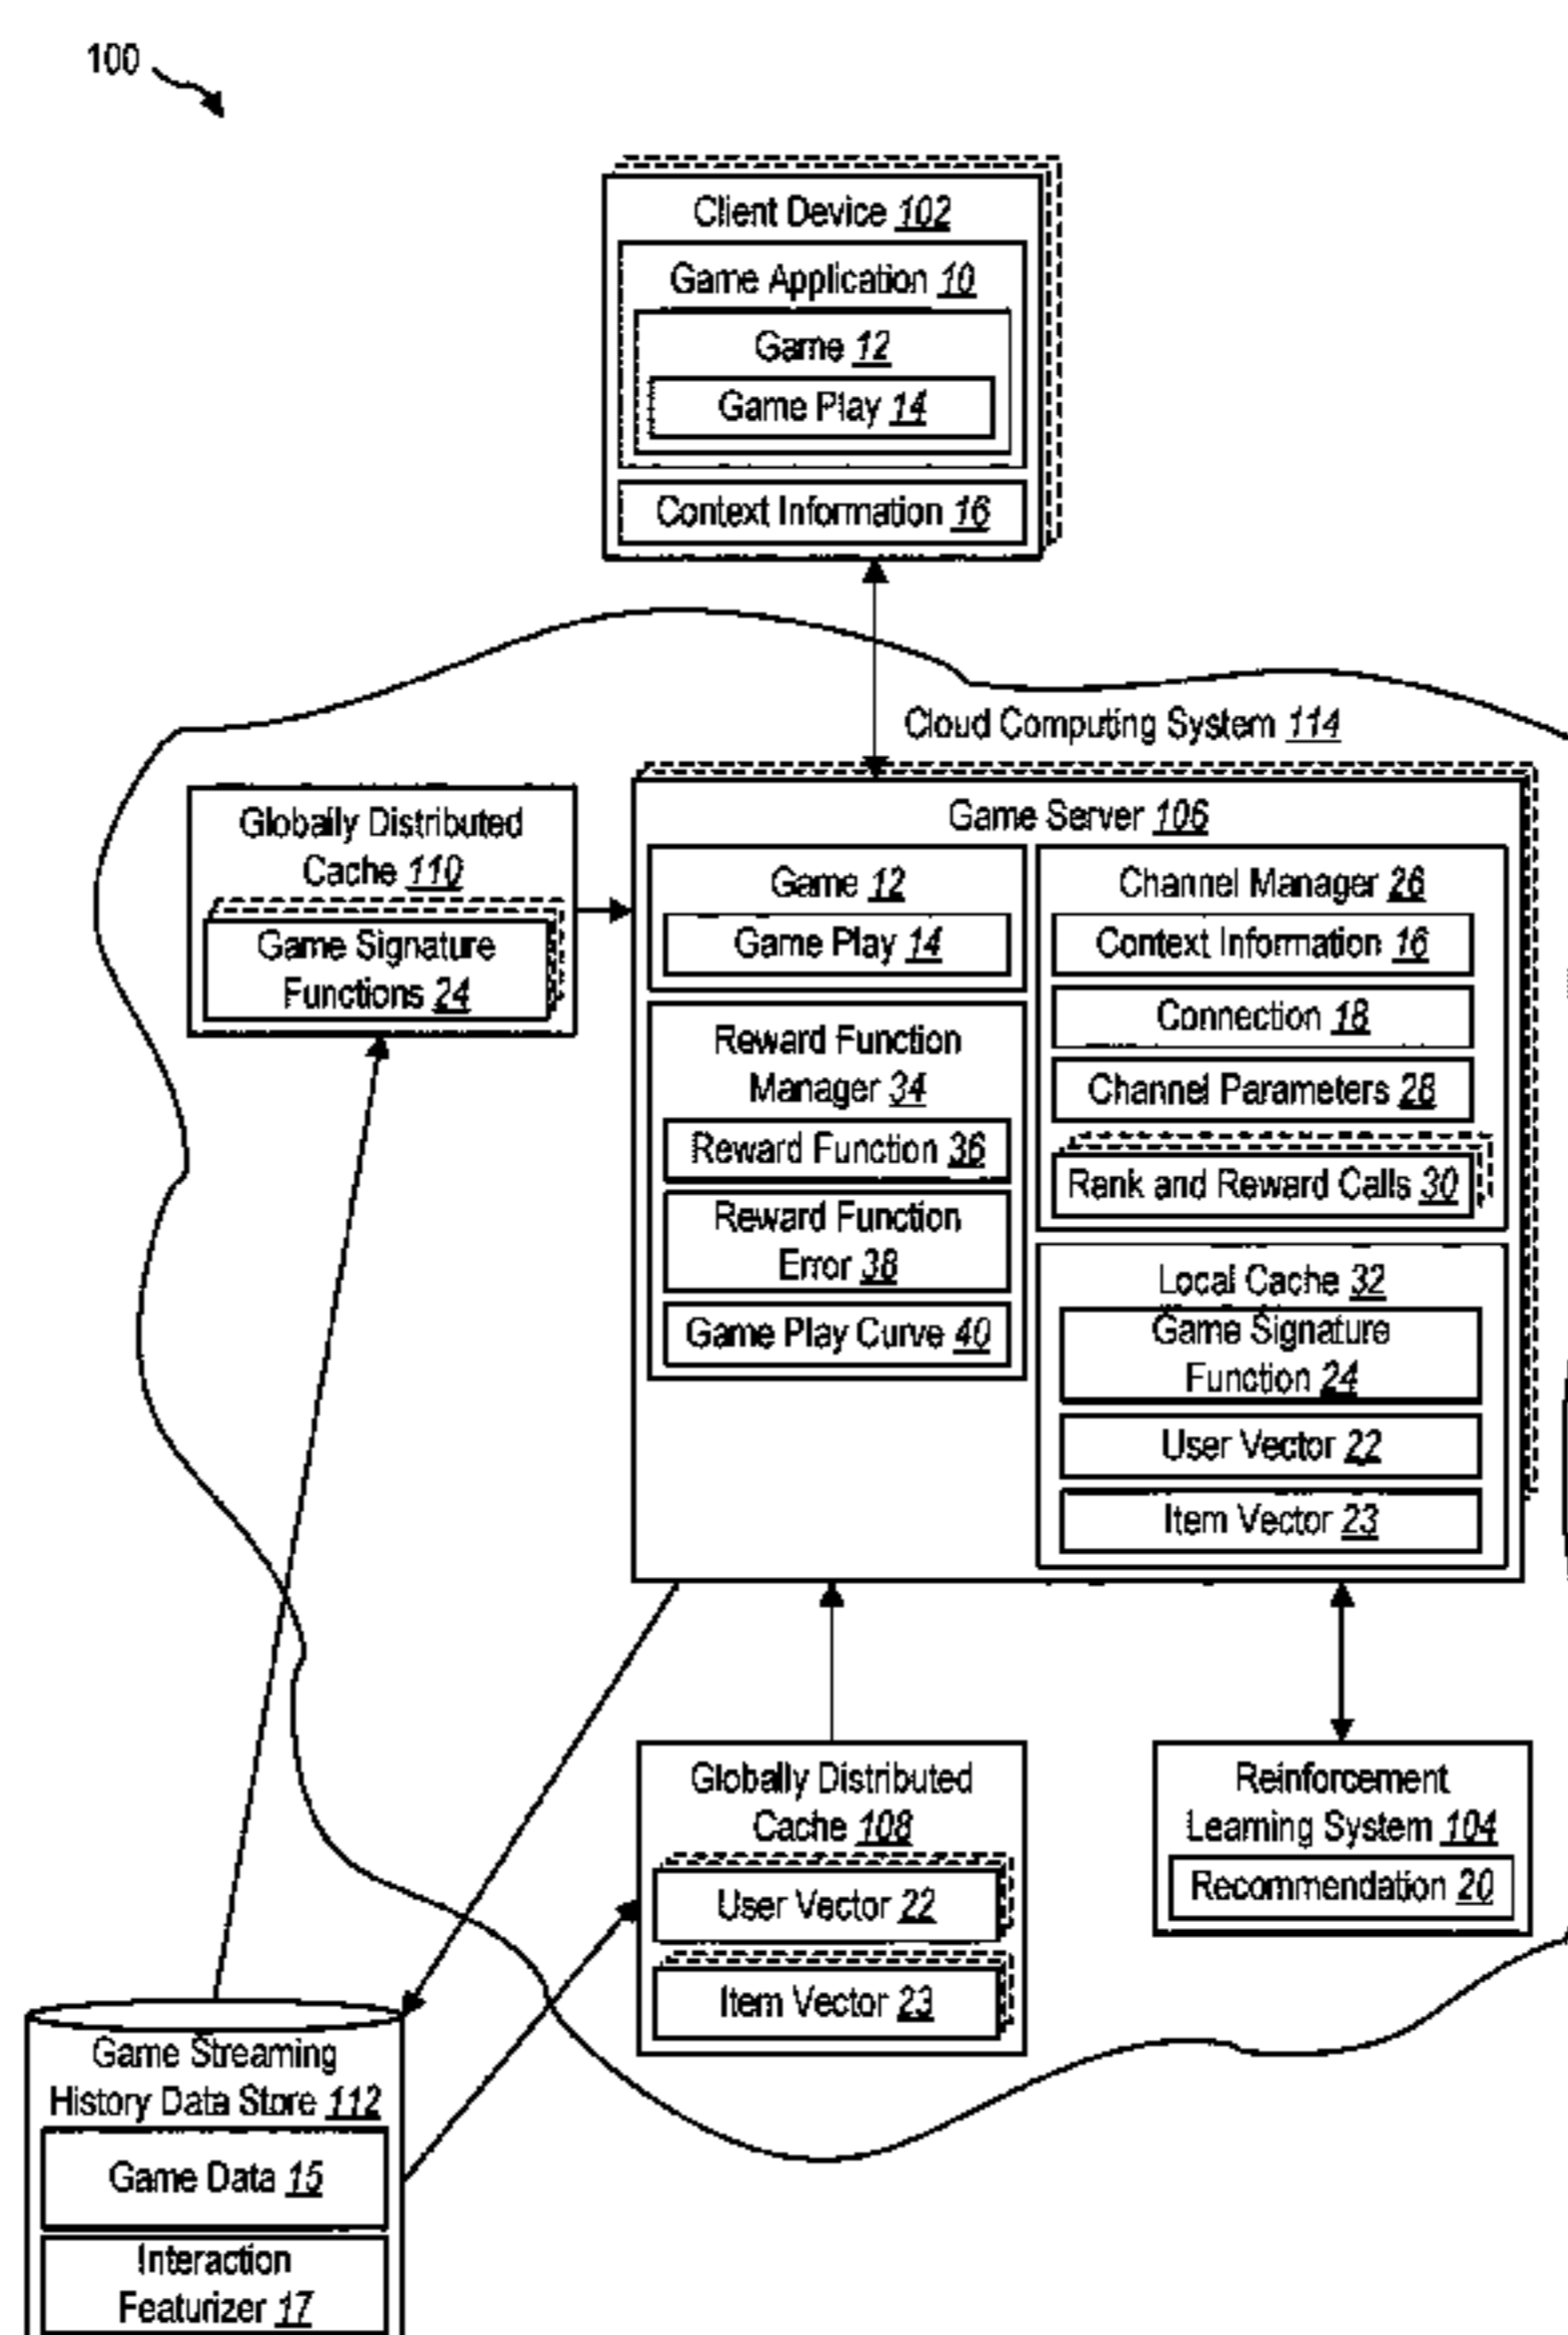 100
Client Device 102
Game Application 10
Game 12
Game Play 14
Context Information 16
Cloud Computing System 114
Globally Distributed
Cache 110
Game Signature
Functions 24
Game Server 106
Game 12
Game Play 14
Reward Function
Manager 34
Reward Function 36
Reward Function
Error 38
Game Play Curve 40
Channel Manager 26
Context Information 16
Connection 18
Channel Parameters 28
Rank and Reward Calls 30
Local Cache 32
Game Signature
Function 24
User Vector 22
Item Vector 23
Globally Distributed
Cache 108
User Vector 22
Item Vector 23
Reinforcement
Learning System 104
Recommendation 20
Game Streaming
History Data Store 112
Game Data 15
Interaction
Featurizer 17